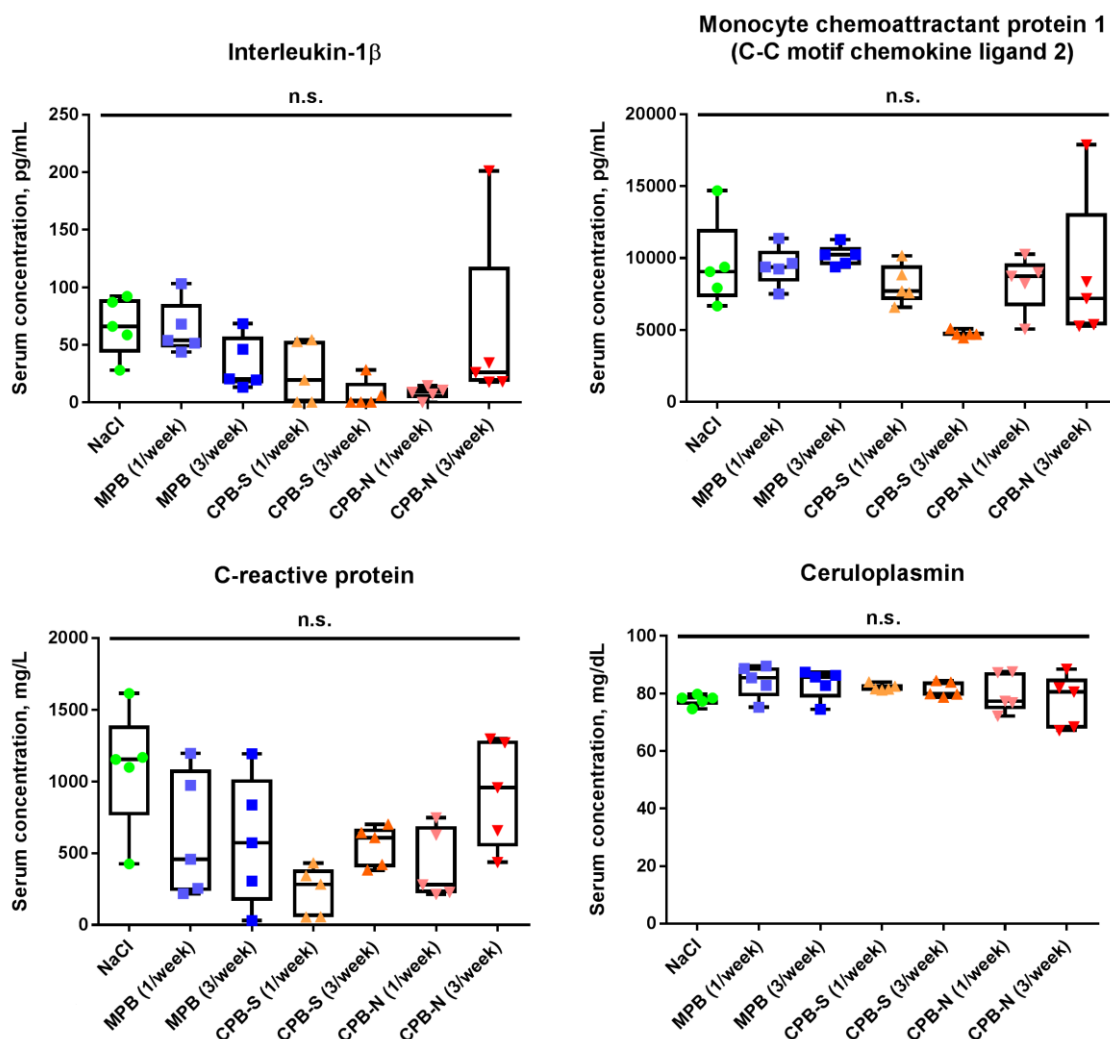 Interleukin-1β
n.s.
Serum concentration, pg/mL
250
200
150
100
50
0
NaCl
MPB (1/week)
MPB (3/week)
CPB-S (1/week)
CPB-S (3/week)
CPB-N (1/week)
CPB-N (3/week)
Monocyte chemoattractant protein 1
(C-C motif chemokine ligand 2)
n.s.
Serum concentration, pg/mL
20000
15000
10000
5000
0
NaCl
MPB (1/week)
MPB (3/week)
CPB-S (1/week)
CPB-S (3/week)
CPB-N (1/week)
CPB-N (3/week)
C-reactive protein
n.s.
Serum concentration, mg/L
2000
1500
1000
500
0
NaCl
MPB (1/week)
MPB (3/week)
CPB-S (1/week)
CPB-S (3/week)
CPB-N (1/week)
CPB-N (3/week)
Ceruloplasmin
n.s.
Serum concentration, mg/dL
100
80
60
40
20
0
NaCl
MPB (1/week)
MPB (3/week)
CPB-S (1/week)
CPB-S (3/week)
CPB-N (1/week)
CPB-N (3/week)